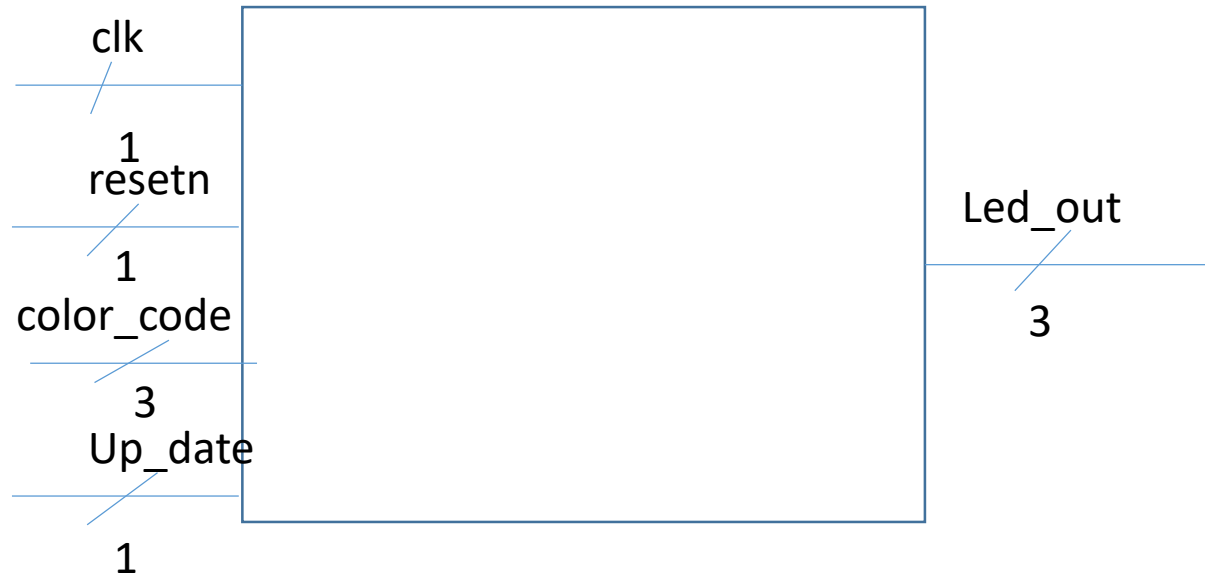 clk
1
resetn
1
color_code
3
Up_date
1
Led_out
3